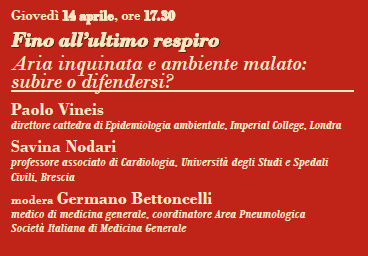 Giovedì 14 aprile, ore 17.30
Fino all'ultimo respiro
Aria inquinata e ambiente malato:
subire o difendersi?
Paolo Vineis
direttore cattedra di Epidemiologia ambientale, Imperial College, Londra
Savina Nodari
professore associato di Cardiologia, Università degli Studi e Spedali
Civili, Brescia
modera Germano Bettoncelli
medico di medicina generale, coordinatore Area Pneumologica
Società Italiana di Medicina Generale